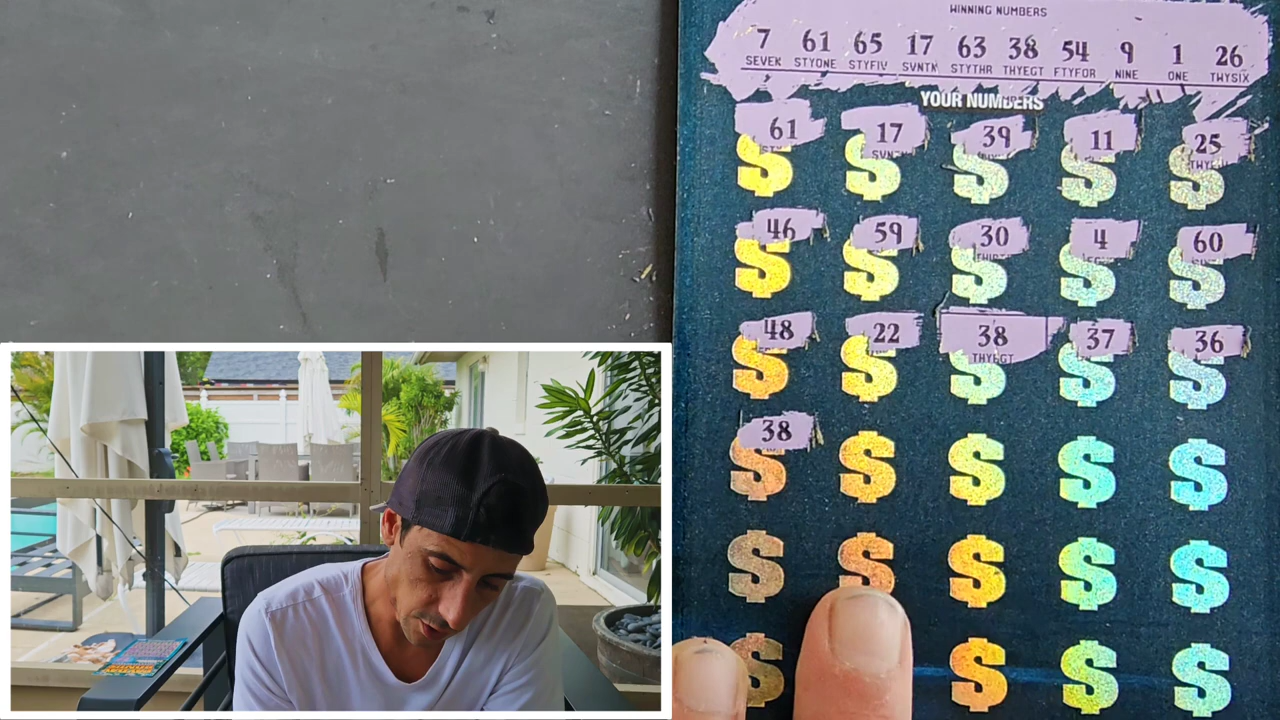 WINNING NUMBERS
7 61 65 17 63 38 54 9 1 26
SEVEN STYONE STYFIV SVNTN STYTHR THYEGT FTYFOR NINE ONE TWYSIX
YOUR NUMBERS
61 17 39 11 25
46 59 30 4 60
48 22 38 37 36
THYEGT
38